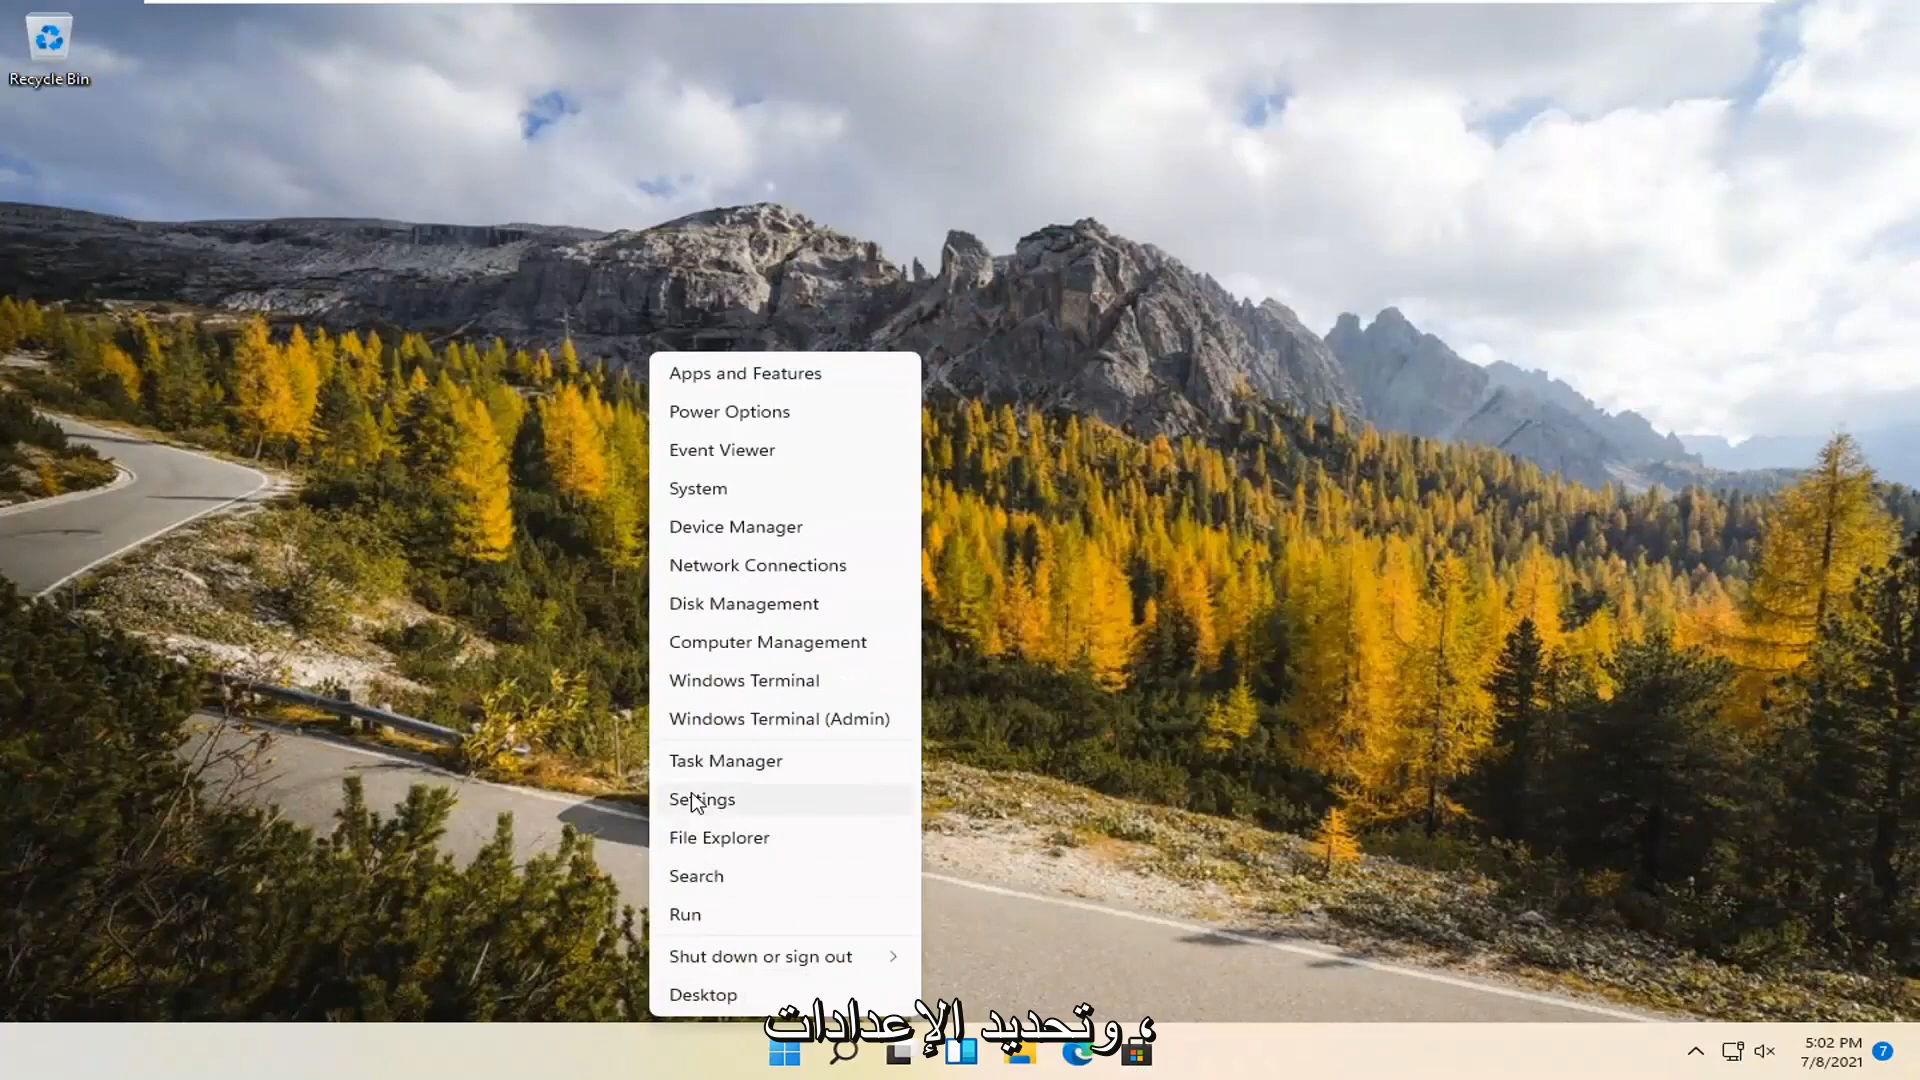 Recycle Bin
Apps and Features
Power Options
Event Viewer
System
Device Manager
Network Connections
Disk Management
Computer Management
Windows Terminal
Windows Terminal (Admin)
Task Manager
Settings
File Explorer
Search
Run
Shut down or sign out
Desktop
، وتحديد الإعدادات
5:02 PM
7/8/2021
7